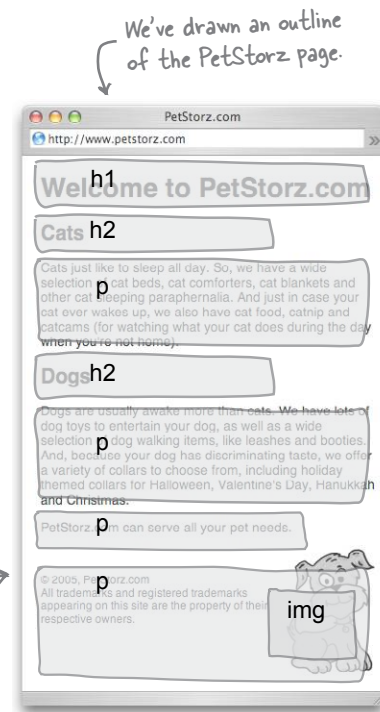 We've drawn an outline
of the PetStorz page.
PetStorz.com
http://www.petstorz.com
»
h1
Welcome to PetStorz.com
Cats h2
Cats just like to sleep all day. So, we have a wide
selection of cat beds, cat comforters, cat blankets and
p
other cat sleeping paraphernalia. And just in case your
cat ever wakes up, we also have cat food, catnip and
catcams (for watching what your cat does during the day
when you're not home).
Dogs h2
Dogs are usually awake more than cats. We have lots of
dog toys to entertain your dog, as well as a wide
selection of dog walking items, like leashes and booties.
p
And, because your dog has discriminating taste, we offer
a variety of collars to choose from, including holiday
themed collars for Halloween, Valentine's Day, Hanukkah
and Christmas.
p
PetStorz.com can serve all your pet needs.
© 2005, PetStorz.com
p
All trademarks and registered trademarks
appearing on this site are the property of their
respective owners.
img